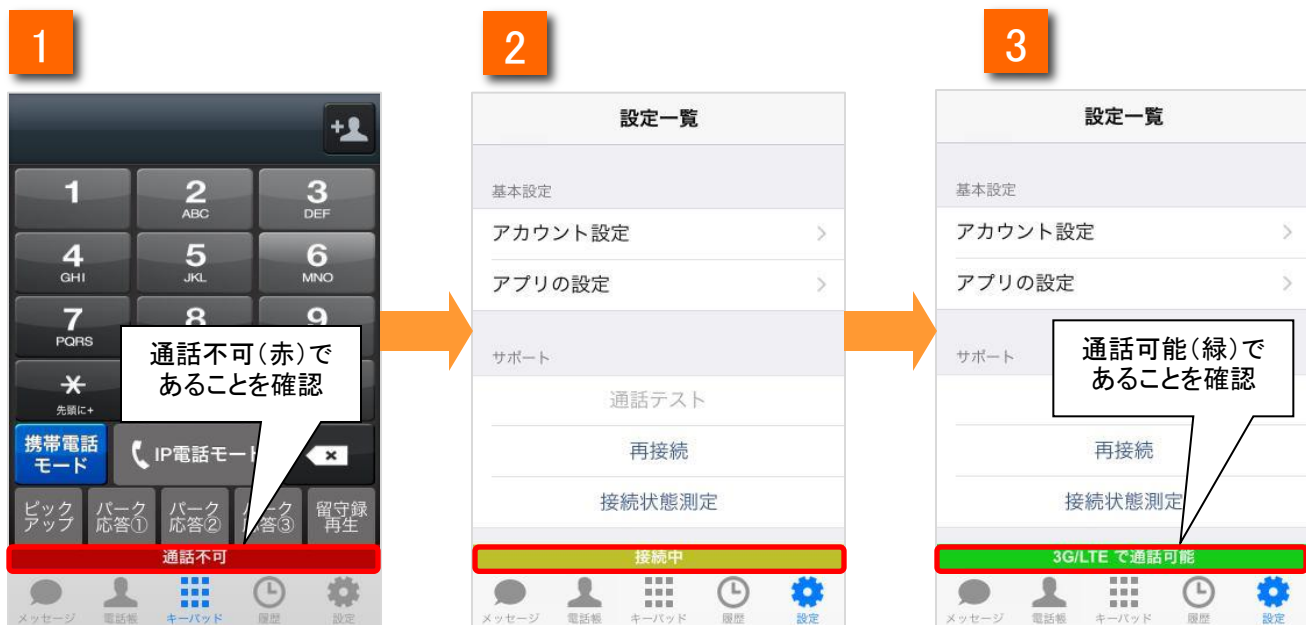 1
2
3
1
2
ABC
3
DEF
4
GHI
5
JKL
6
MNO
7
PQRS
8
9
通話不可(赤)で
あることを確認
先頭に+
携帯電話
モード
IP電話モー
ピック
アップ
パーク
応答①
パーク
応答②
ーク
答③
留守録
再生
通話不可
メッセージ
電話帳
キーパッド
履歴
設定
設定一覧
基本設定
アカウント設定
アプリの設定
サポート
通話テスト
再接続
接続状態測定
接続中
メッセージ
電話帳
キーパッド
履歴
設定
設定一覧
基本設定
アカウント設定
アプリの設定
サポート
通話可能(緑)で
あることを確認
再接続
接続状態測定
3G/LTE で通話可能
メッセージ
電話帳
キーパッド
履歴
設定